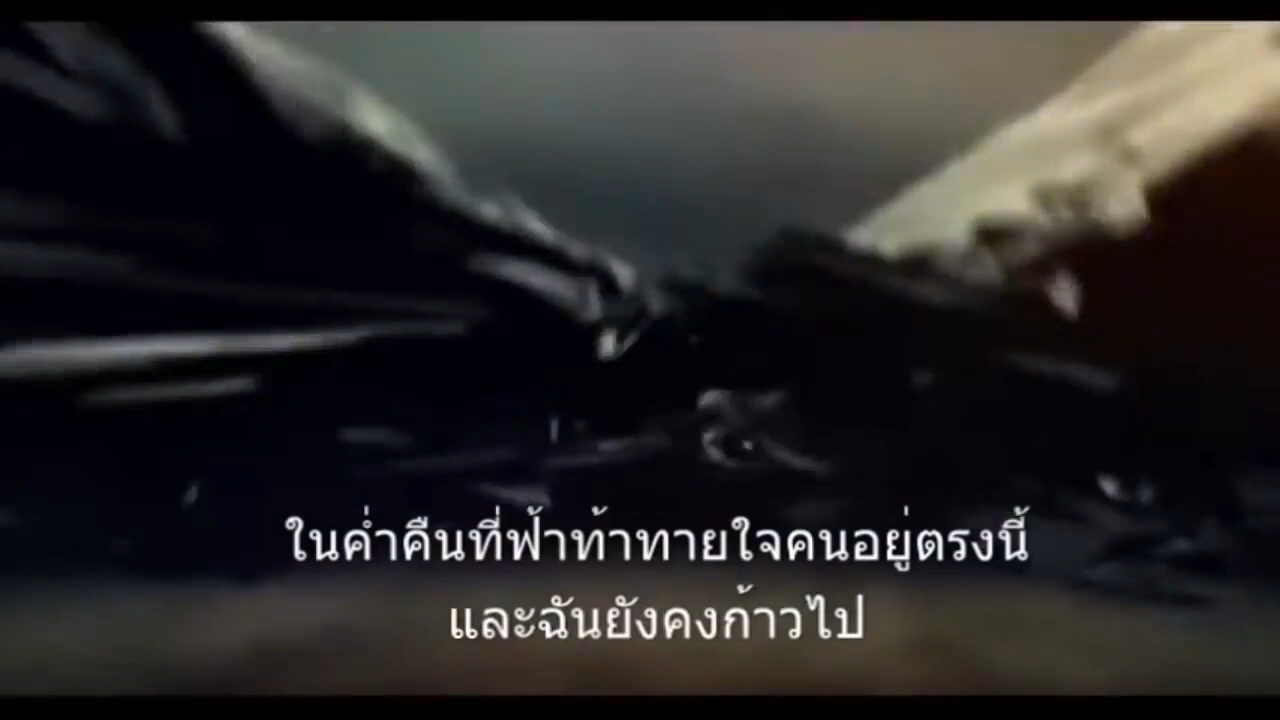 ในค่ำคืนที่ฟ้าท้าทายใจคนอยู่ตรงนี้
และฉันยังคงก้าวไป